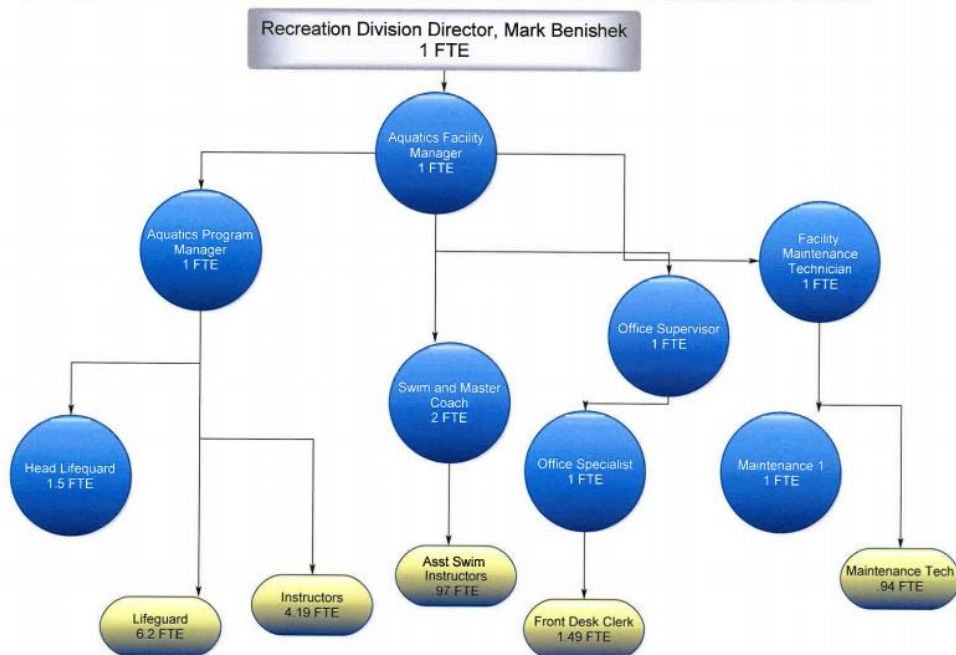 Recreation Division Director, Mark Benishek
1 FTE
Aquatics Facility
Manager
1 FTE
Aquatics Program
Manager
1 FTE
Facility
Maintenance
Technician
1 FTE
Office Supervisor
1 FTE
Swim and Master
Coach
2 FTE
Head Lifeguard
1.5 FTE
Office Specialist
1 FTE
Maintenance 1
1 FTE
Asst Swim
Instructors
97 FTE
Maintenance Tech
.94 FTE
Instructors
4.19 FTE
Lifeguard
6.2 FTE
Front Desk Clerk
1.49 FTE